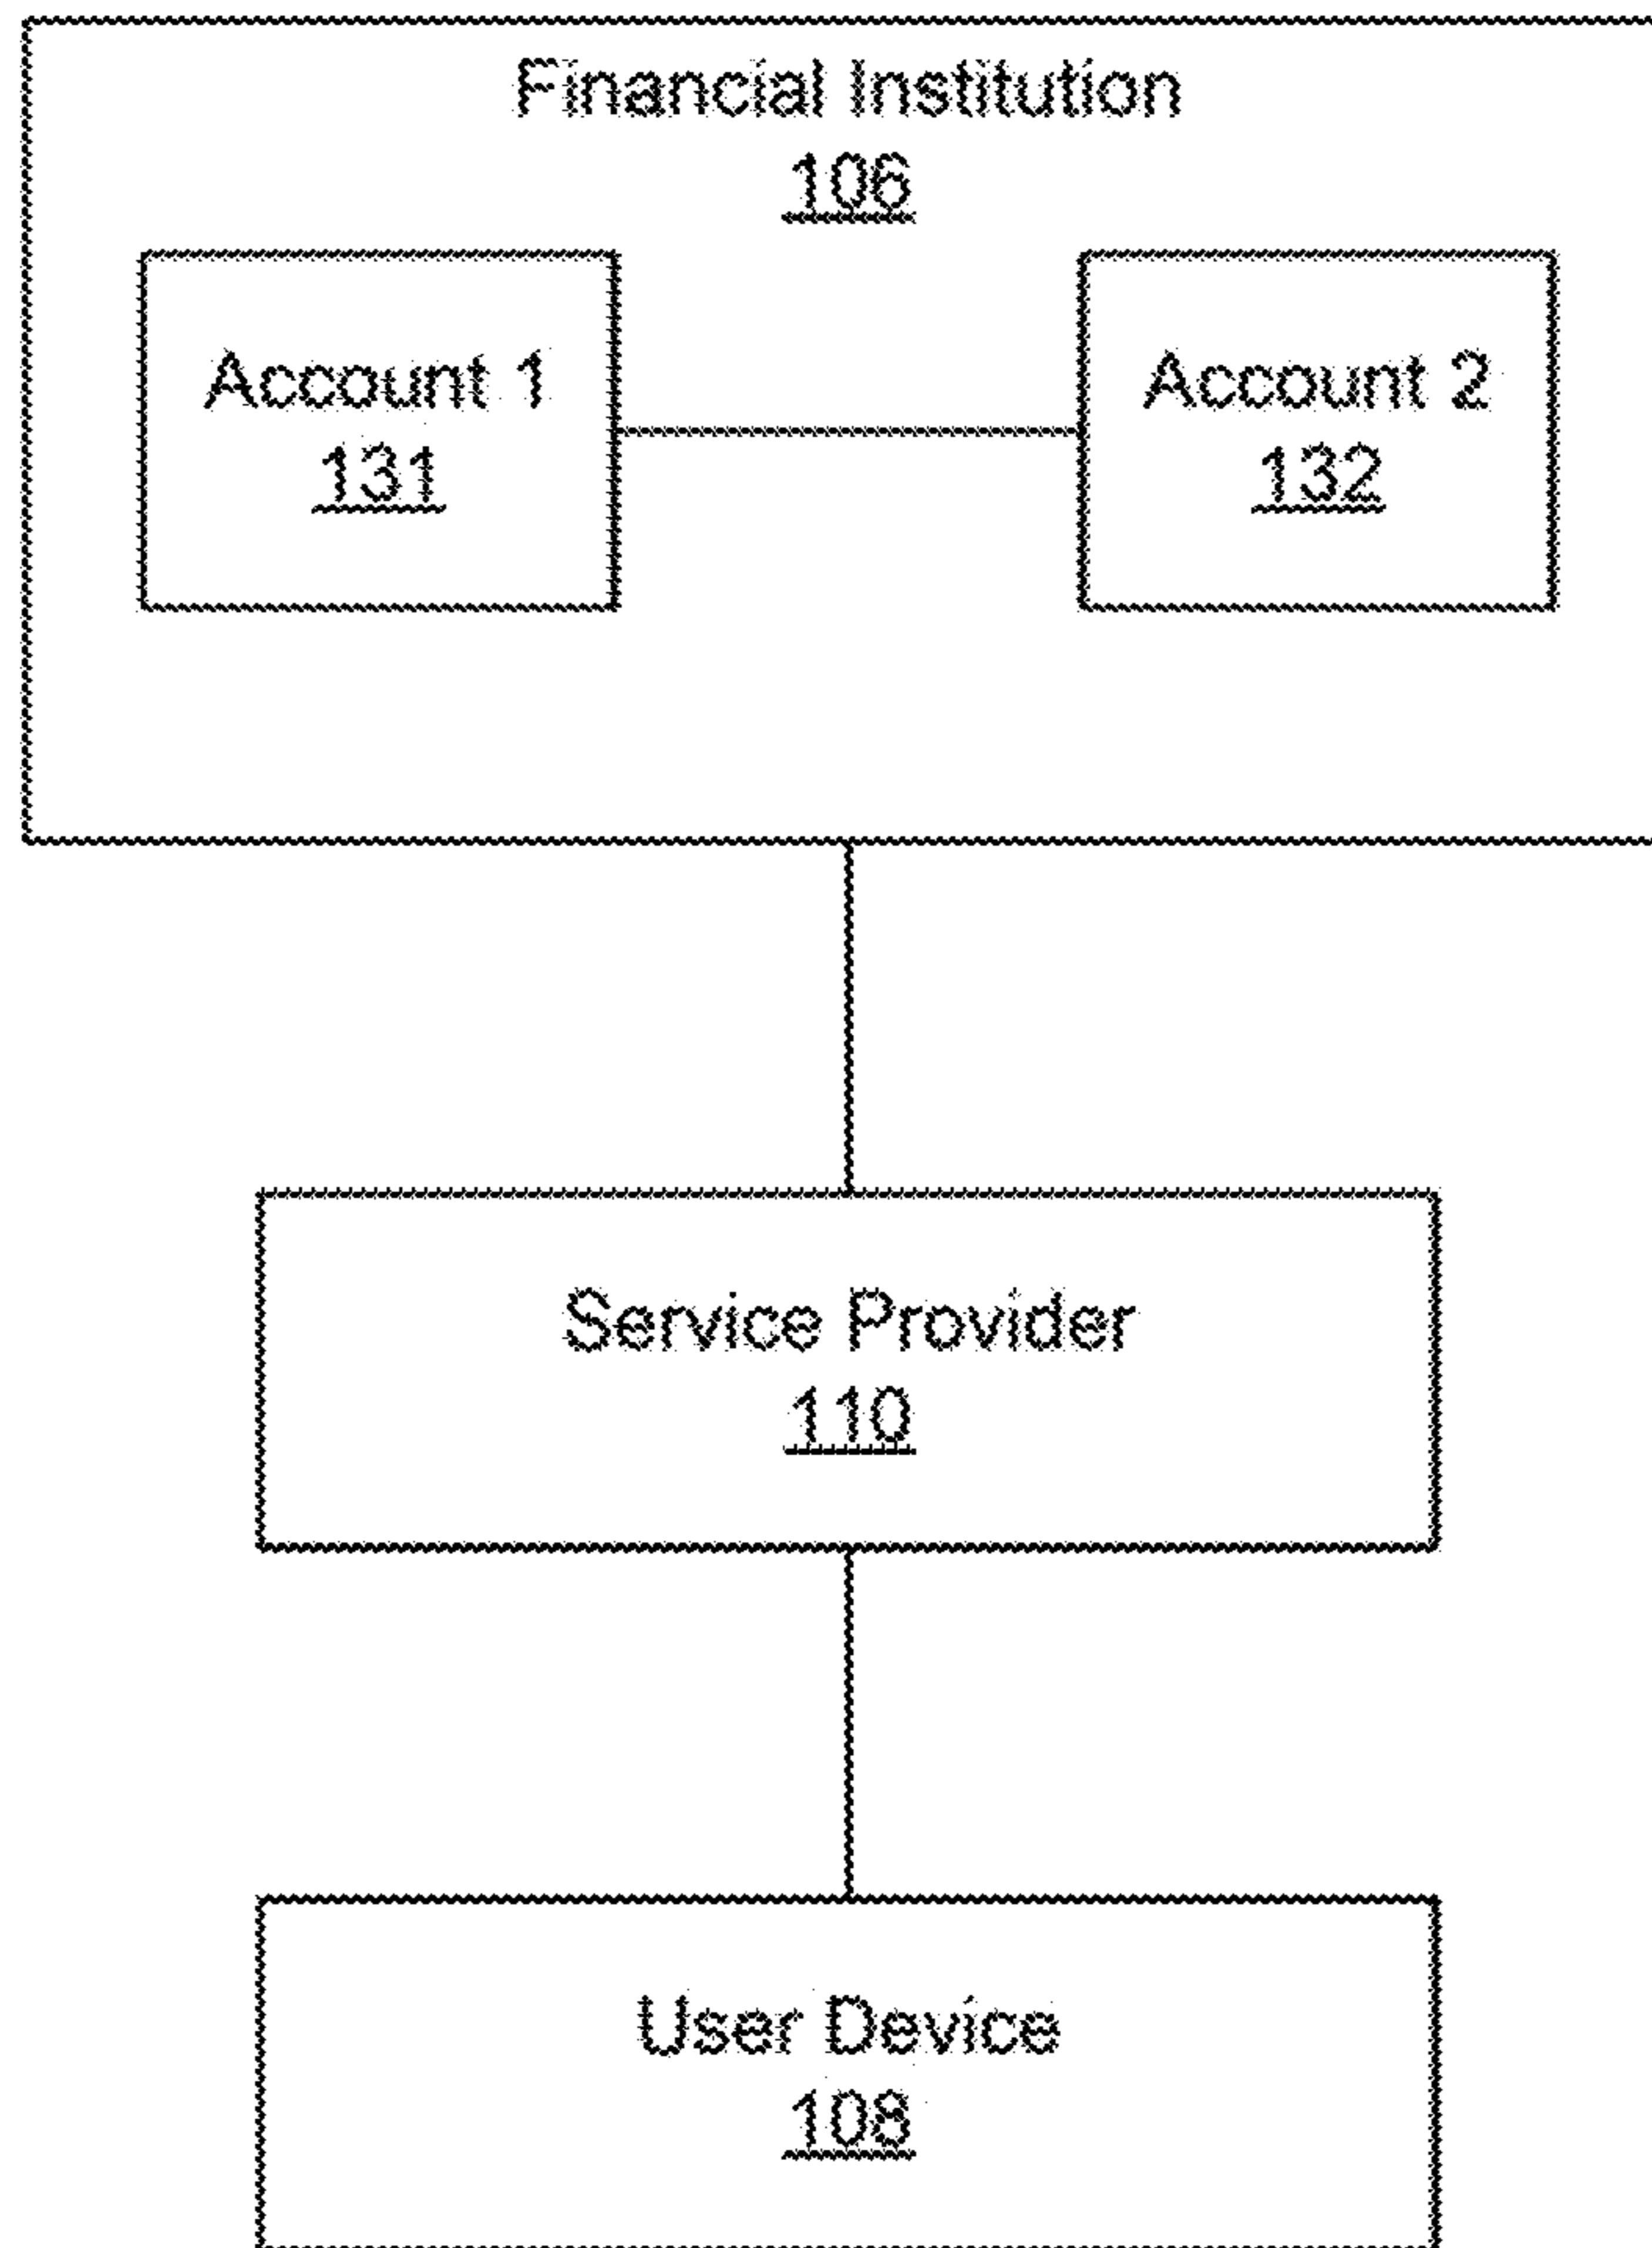 Financial Institution
106
Account 1
131
Account 2
132
Service Provider
110
User Device
108